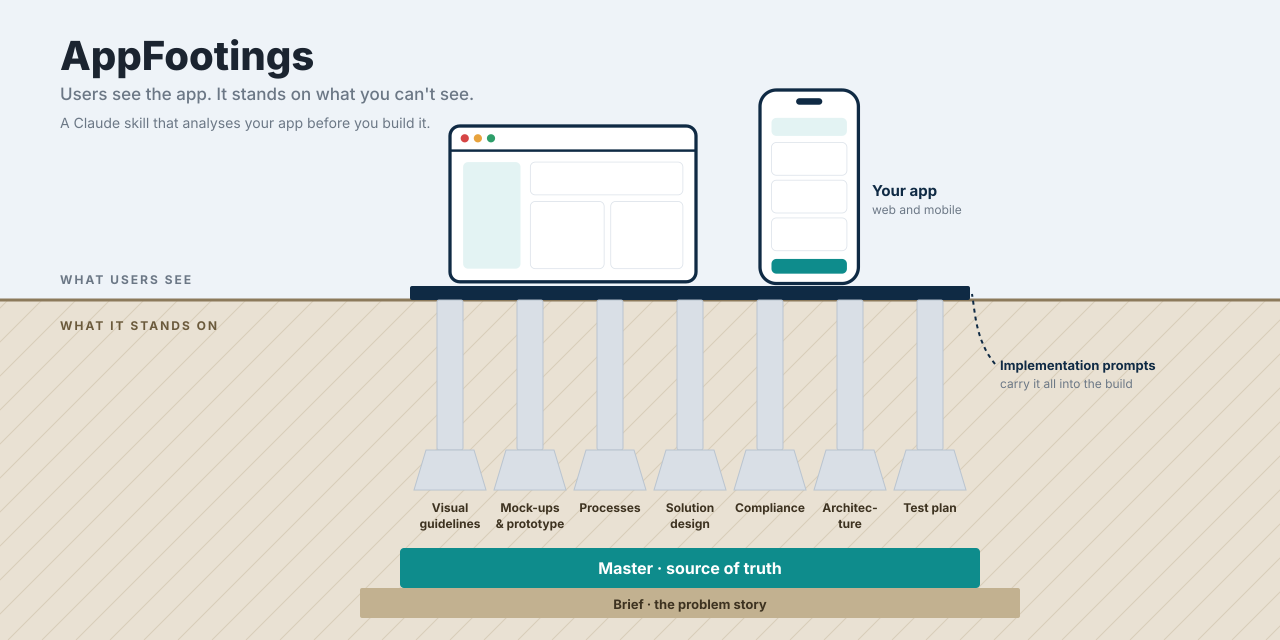 AppFootings
Users see the app. It stands on what you can't see.
A Claude skill that analyses your app before you build it.
Your app
web and mobile
WHAT USERS SEE
WHAT IT STANDS ON
Implementation prompts
carry it all into the build
Visual
guidelines
Mock-ups
& prototype
Processes
Solution
design
Compliance
Architec-
ture
Test plan
Master · source of truth
Brief · the problem story